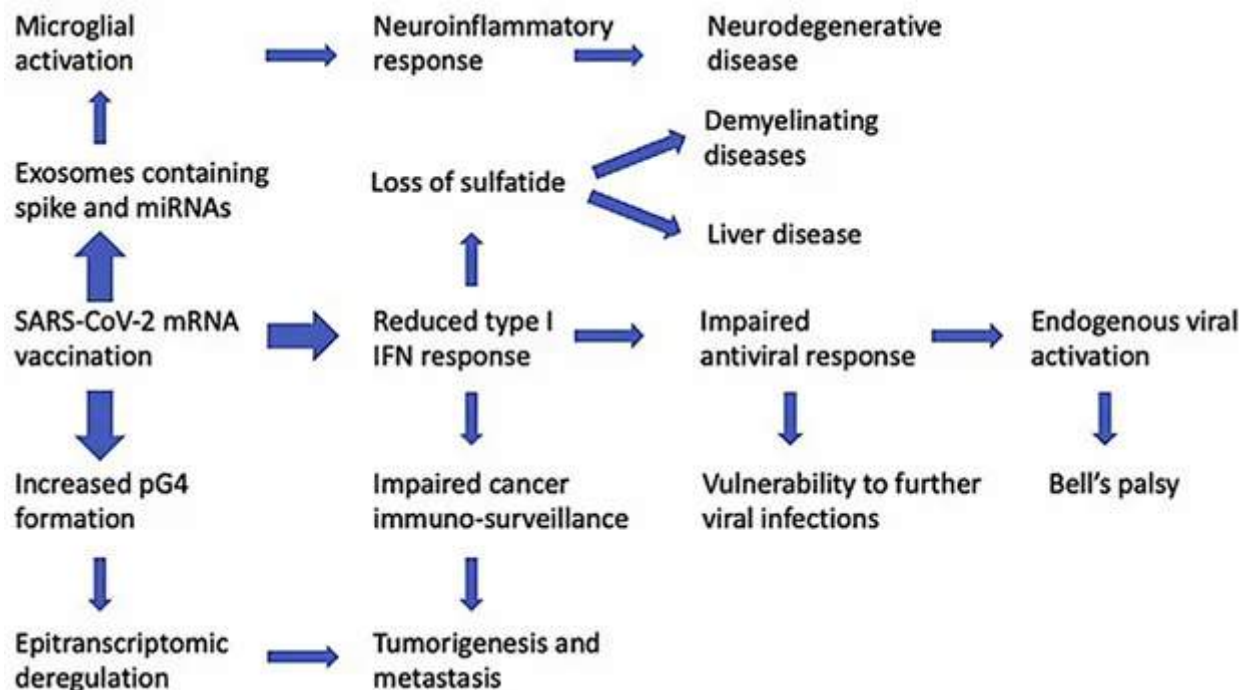 Microglial
activation
Neuroinflammatory
response
Neurodegenerative
disease
Demyelinating
diseases
Exosomes containing
spike and miRNAs
Loss of sulfatide
Liver disease
SARS-CoV-2 mRNA
vaccination
Reduced type I
IFN response
Impaired
antiviral response
Endogenous viral
activation
Increased pG4
formation
Impaired cancer
immuno-surveillance
Vulnerability to further
viral infections
Bell's palsy
Epitranscriptomic
deregulation
Tumorigenesis and
metastasis